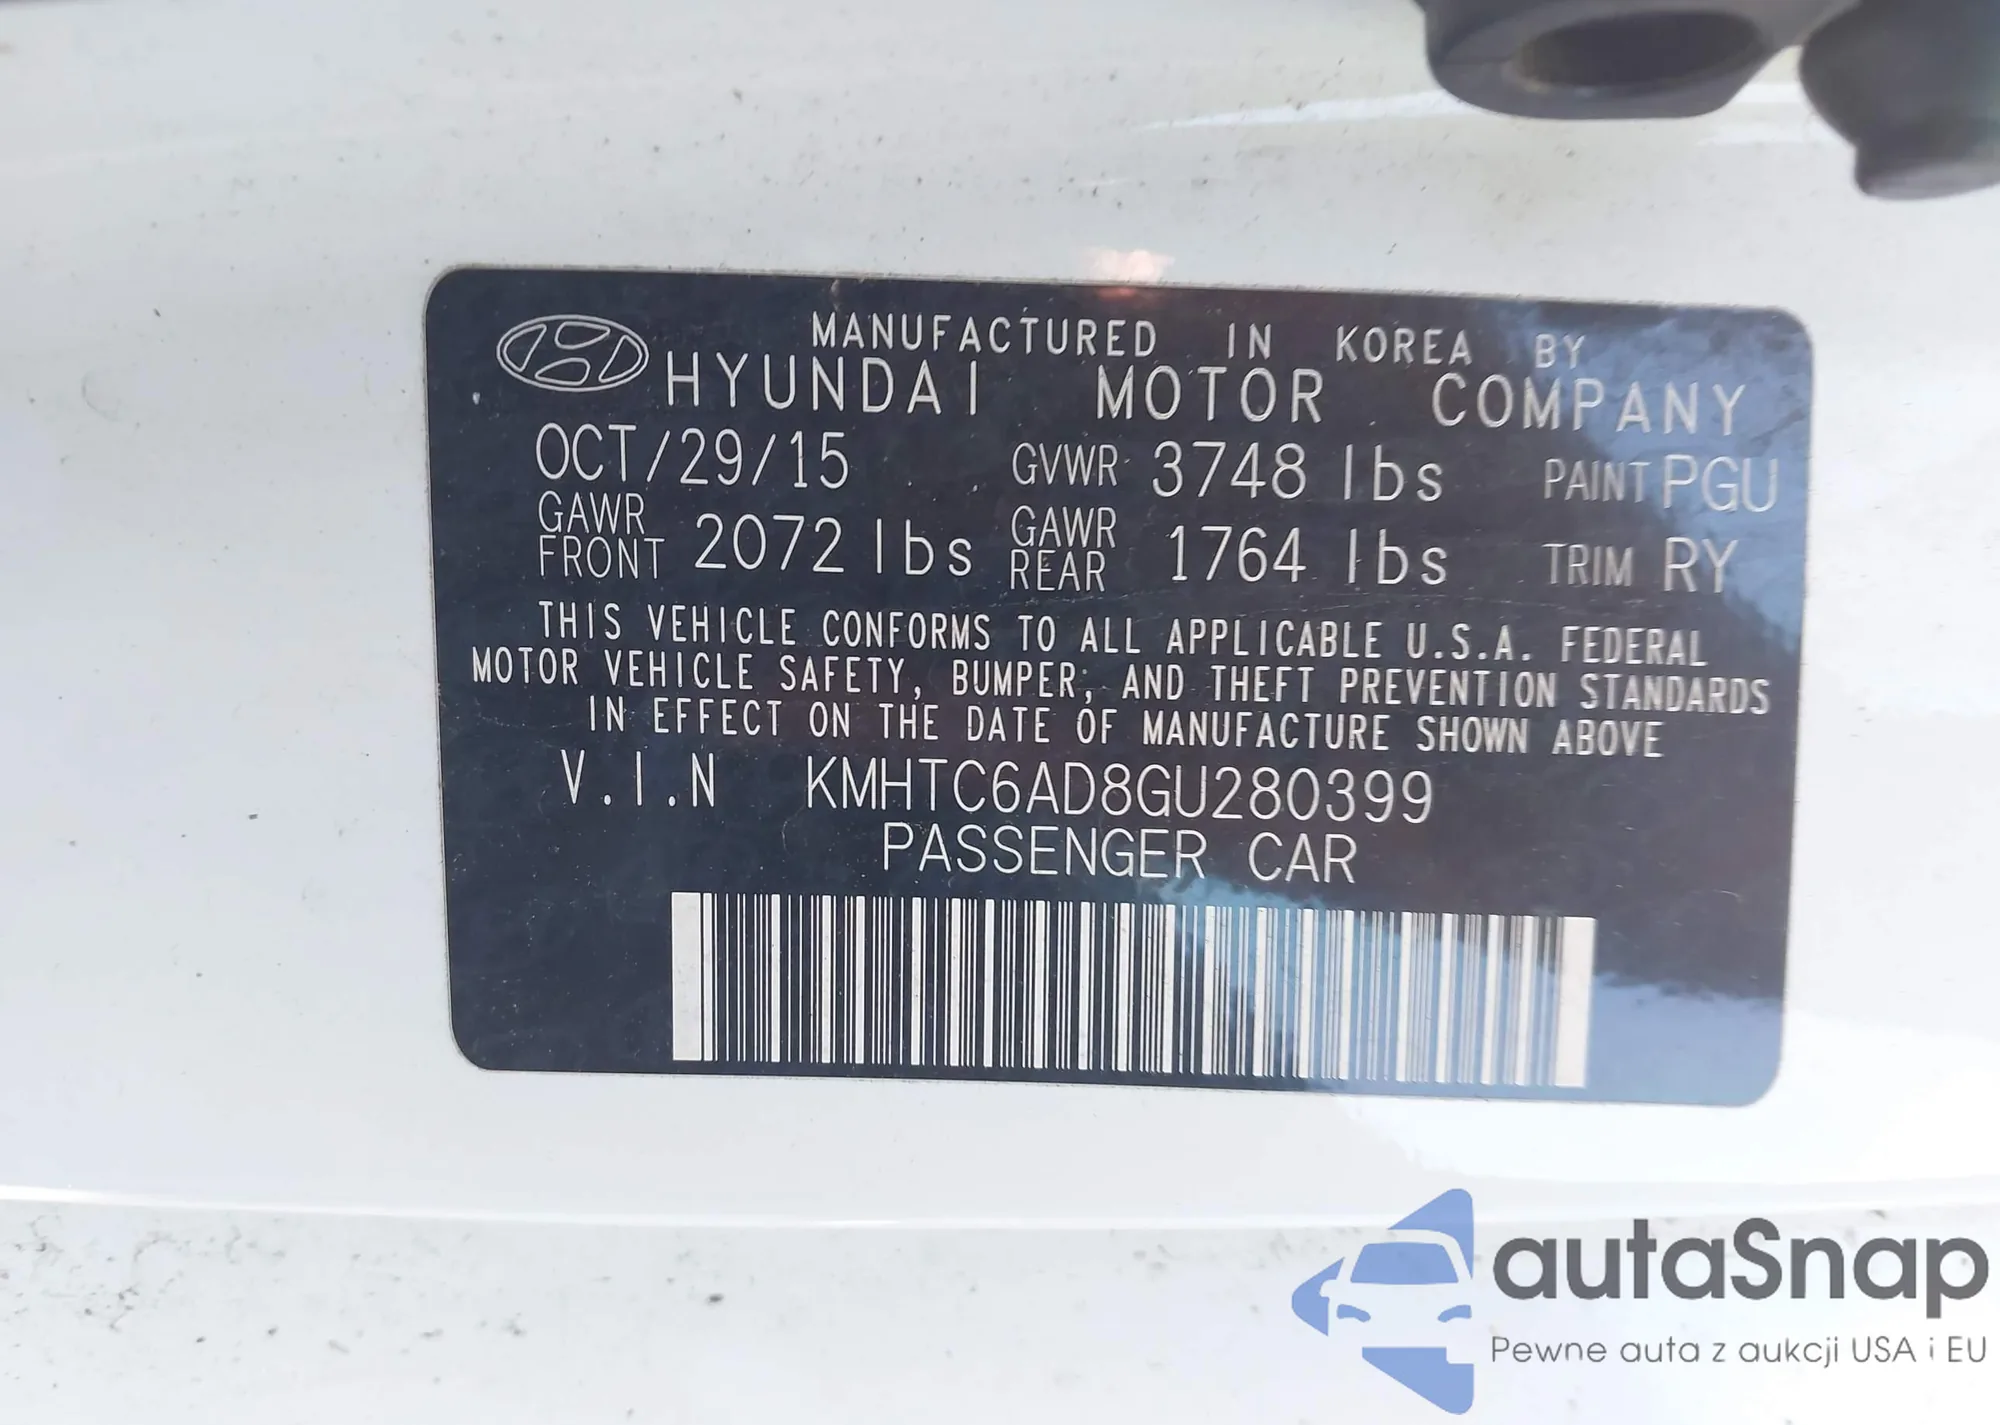 MANUFACTURED IN KOREA BY
HYUNDAI MOTOR COMPANY
OCT/29/15 GVWR 3748 lbs PAINT PGU
GAWR FRONT 2072 lbs GAWR REAR 1764 lbs TRIM RY
THIS VEHICLE CONFORMS TO ALL APPLICABLE U.S.A. FEDERAL
MOTOR VEHICLE SAFETY, BUMPER, AND THEFT PREVENTION STANDARDS
IN EFFECT ON THE DATE OF MANUFACTURE SHOWN ABOVE
V.I.N KMHTC6AD8GU280399
PASSENGER CAR
autaSnap
Pewne auta z aukcji USA i EU